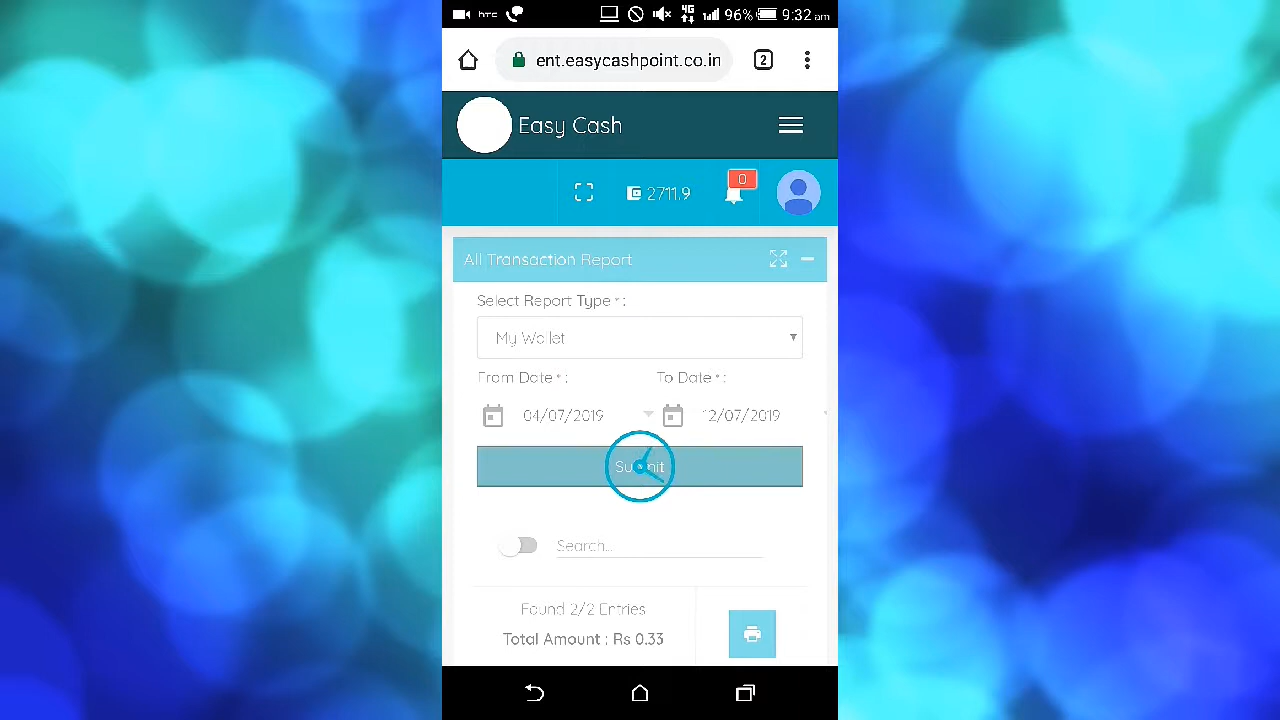 htc 4G 96% 9:32 am
ent.easycashpoint.co.in 2
Easy Cash
2711.9 0
All Transaction Report
Select Report Type * :
My Wallet
From Date * : To Date * :
04/07/2019 12/07/2019
Submit
Search...
Found 2/2 Entries
Total Amount : Rs 0.33